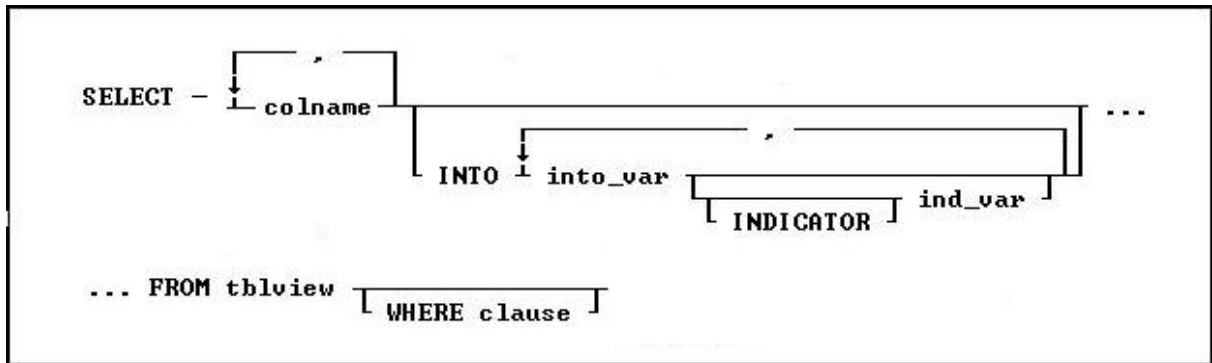 ,
SELECT - colname ...
,
INTO into_var ind_var
INDICATOR
... FROM tblview
WHERE clause